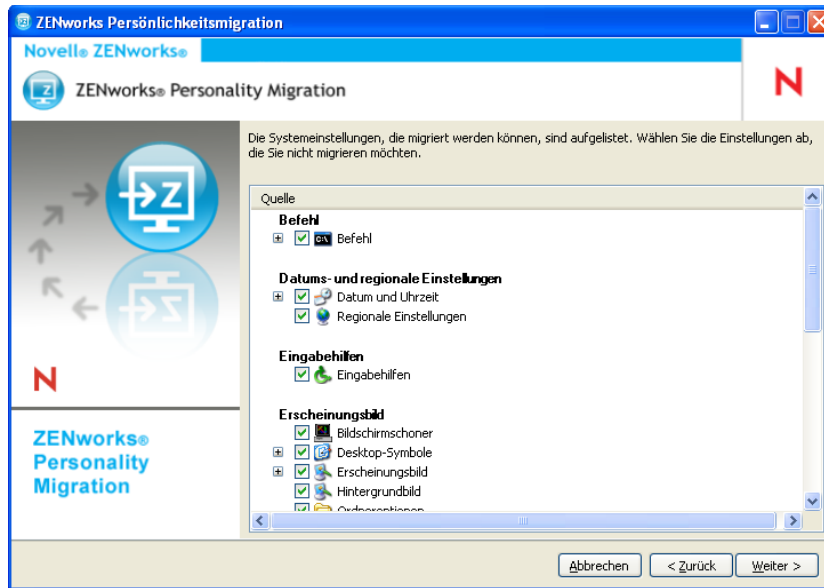 ZENworks Persönlichkeitsmigration
Novell® ZENworks®
ZENworks® Personality Migration
N
Die Systemeinstellungen, die migriert werden können, sind aufgelistet. Wählen Sie die Einstellungen ab,
die Sie nicht migrieren möchten.
Z
Quelle
Befehl
C:\ Befehl
Datums- und regionale Einstellungen
Datum und Uhrzeit
Regionale Einstellungen
Eingabehilfen
Eingabehilfen
Erscheinungsbild
Bildschirmschoner
Desktop-Symbole
Erscheinungsbild
Hintergrundbild
Ordneroptionen
N
ZENworks®
Personality
Migration
Abbrechen
< Zurück
Weiter >